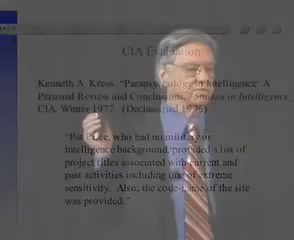 CIA Evaluation
Kenneth A. Kress, "Parapsychology in Intelligence: A
Personal Review and Conclusions," Studies in Intelligence,
CIA, Winter 1977 (Declassified 1996)
who had no military or
intelligence background, provided a list of
project titles associated with current and
past activities including one of extreme
sensitivity. Also, the code-name of the site
was provided."